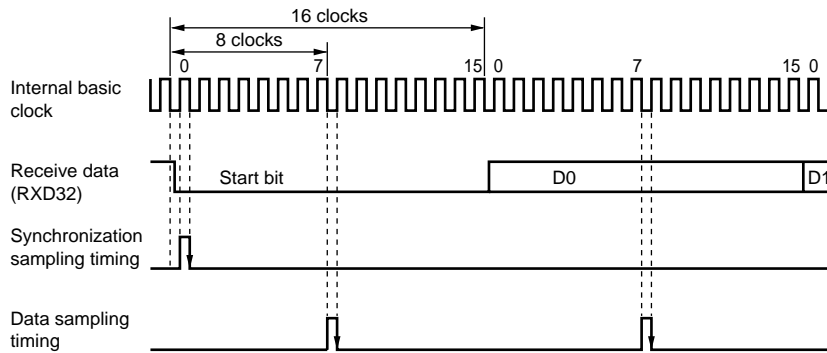 16 clocks
8 clocks
0 7 15 0 7 15 0
Internal basic
clock
Receive data
(RXD32)
Start bit D0 D1
Synchronization
sampling timing
Data sampling
timing